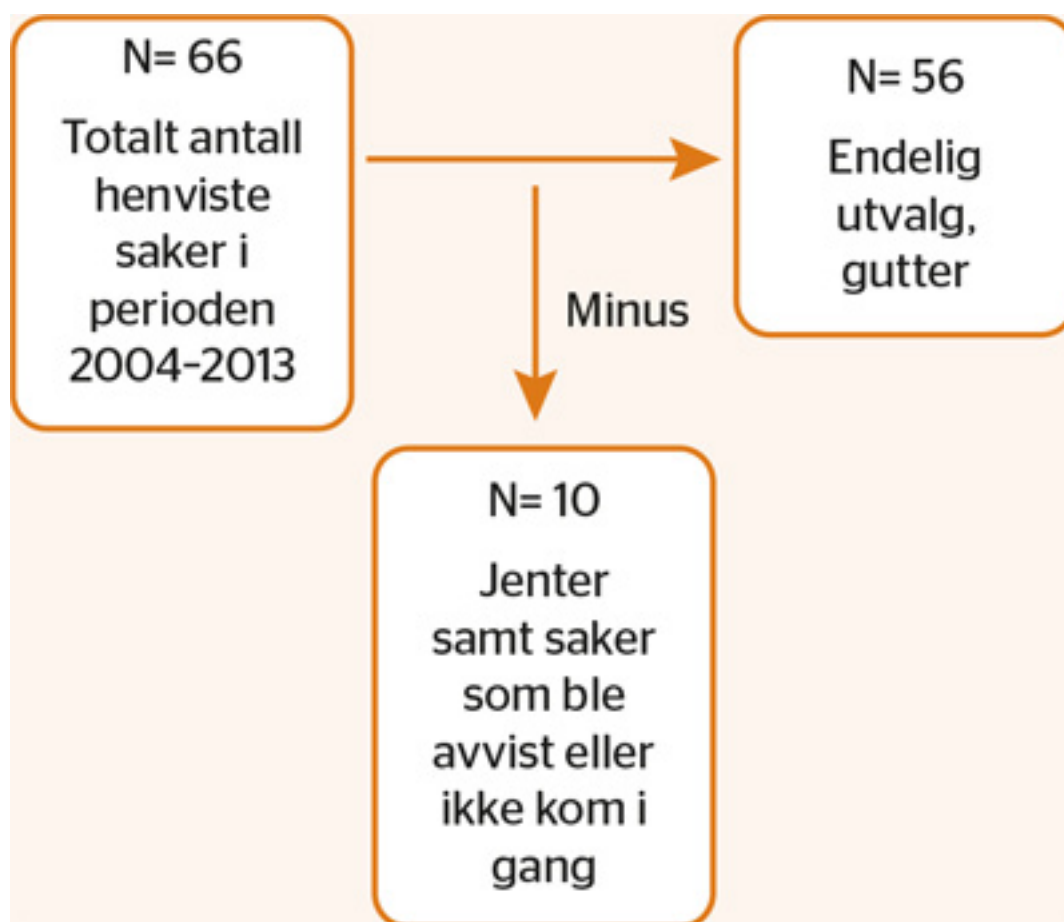 N= 66
Totalt antall
henviste
saker i
perioden
2004–2013
N= 56
Endelig
utvalg,
gutter
Minus
N= 10
Jenter
samt saker
som ble
avvist eller
ikke kom i
gang